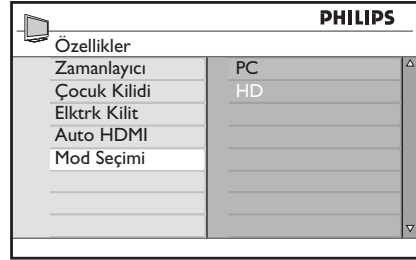 PHILIPS
Özellikler
Zamanlayıcı PC
Çocuk Kilidi HD
Elktrk Kilit
Auto HDMI
Mod Seçimi